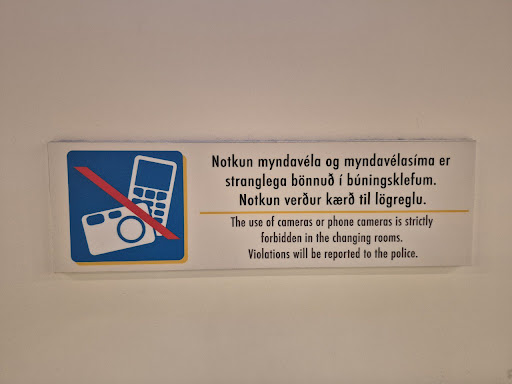 Notkun myndavéla og myndavélasíma er
stranglega bönnuð í búningsklefum.
Notkun verður kærð til lögreglu.
The use of cameras or phone cameras is strictly
forbidden in the changing rooms.
Violations will be reported to the police.